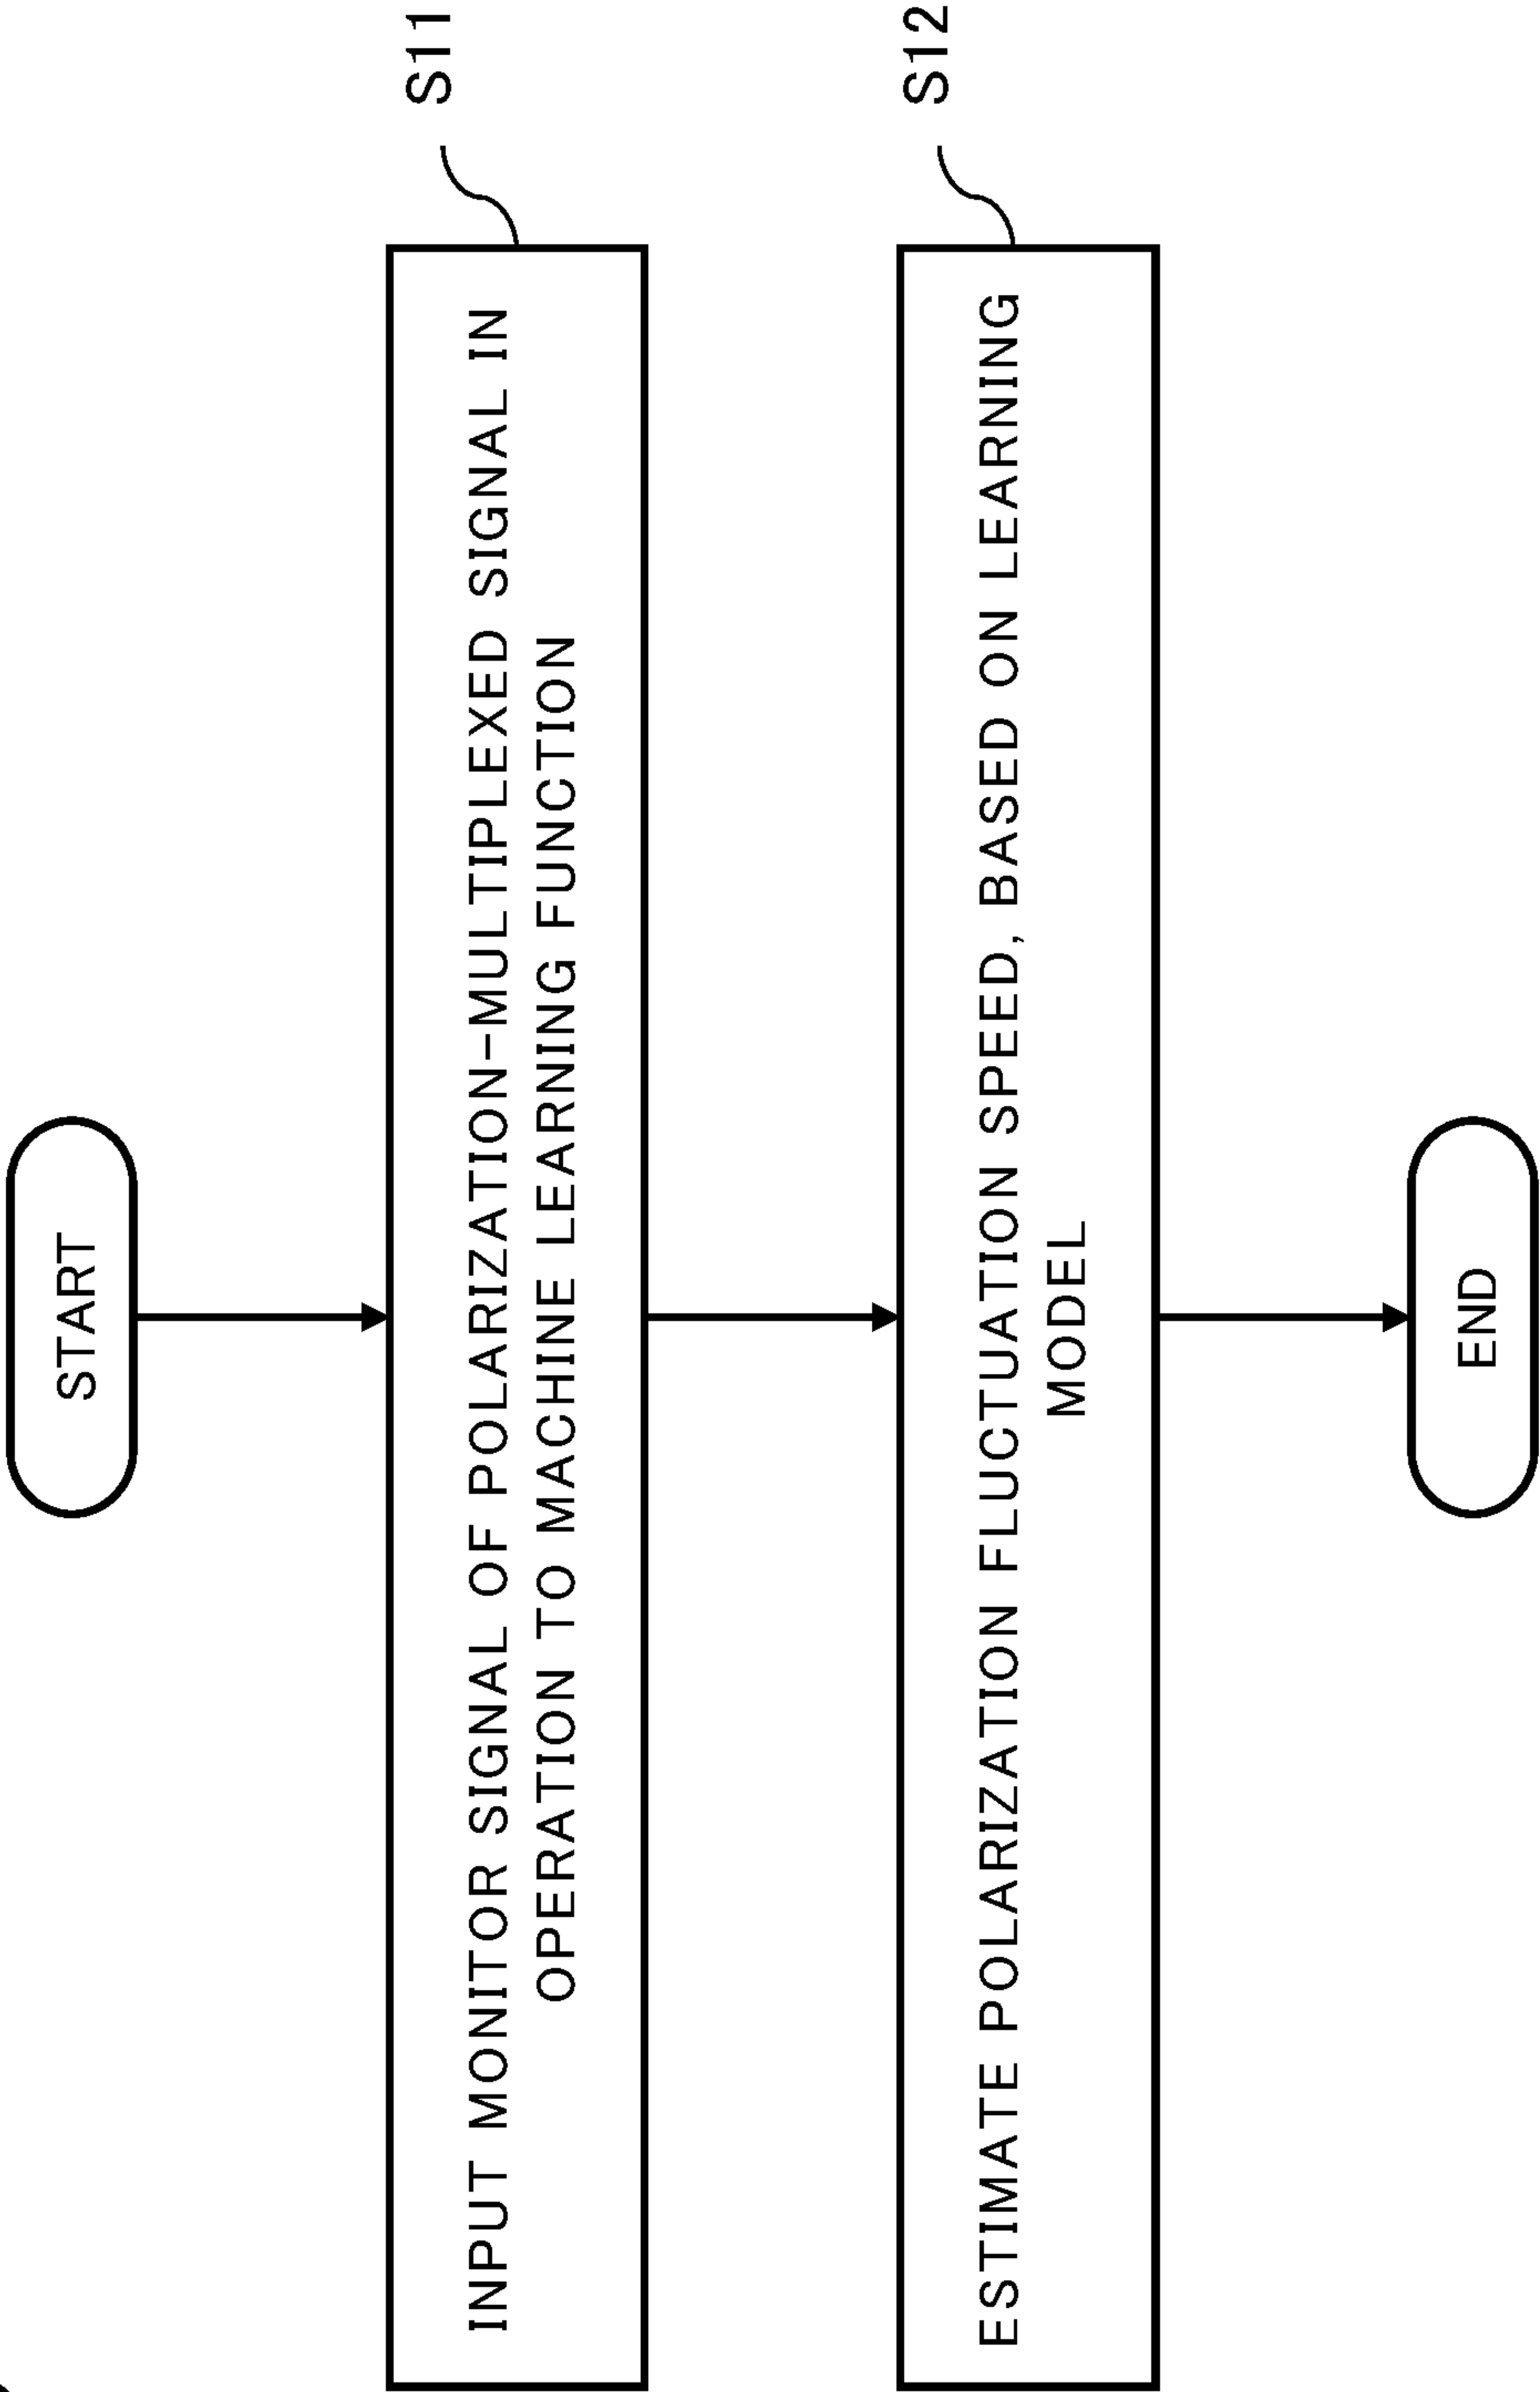 START
S11
INPUT MONITOR SIGNAL OF POLARIZATION-MULTIPLEXED SIGNAL IN
OPERATION TO MACHINE LEARNING FUNCTION
S12
ESTIMATE POLARIZATION FLUCTUATION SPEED, BASED ON LEARNING
MODEL
END